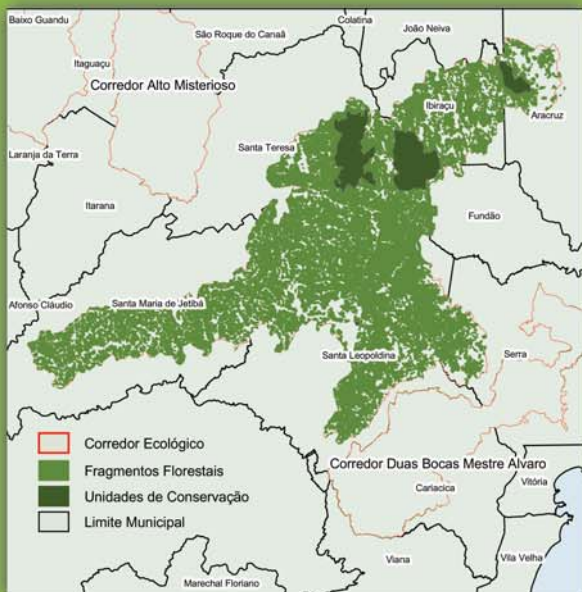 Baixo Guandu
Colatina
São Roque do Canaã
João Neiva
Itaguaçu
Corredor Alto Misterioso
Ibiraçu
Aracruz
Santa Teresa
Laranja da Terra
Itarana
Fundão
Afonso Cláudio
Santa Maria de Jetibá
Santa Leopoldina
Serra
Corredor Ecológico
Fragmentos Florestais
Unidades de Conservação
Limite Municipal
Corredor Duas Bocas Mestre Alvaro
Cariacica
Vitória
Viana
Vila Velha
Marechal Floriano